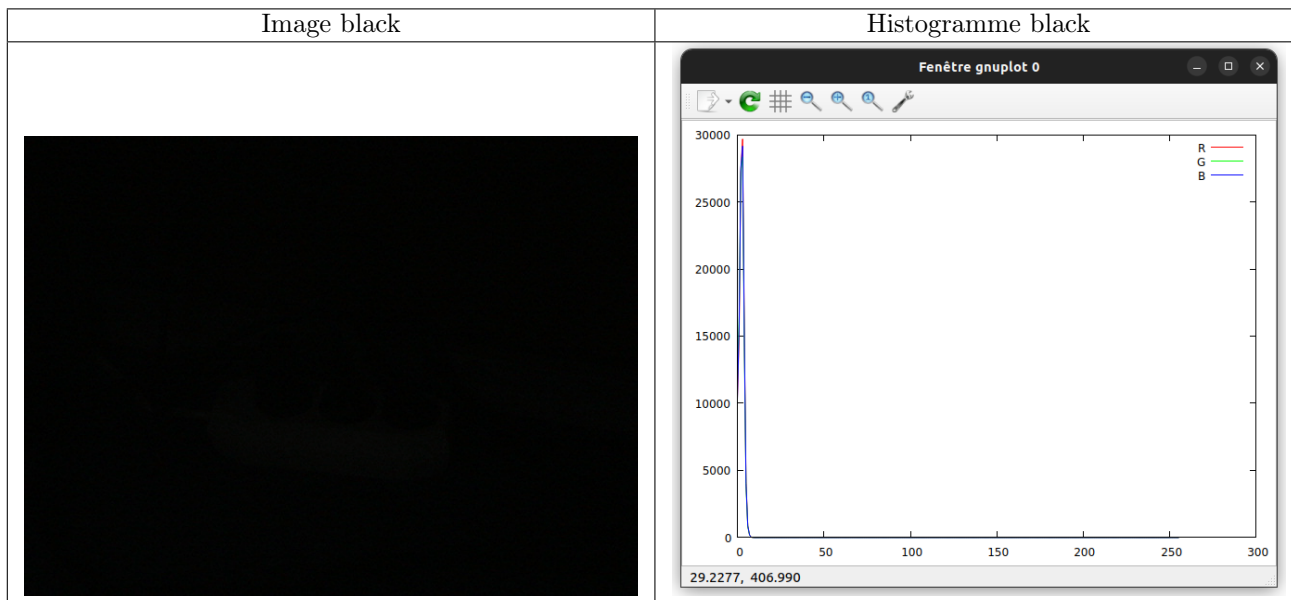 Image black
Histogramme black
Fenêtre gnuplot 0
30000
R
G
B
25000
20000
15000
10000
5000
0
0 50 100 150 200 250 300
29.2277, 406.990